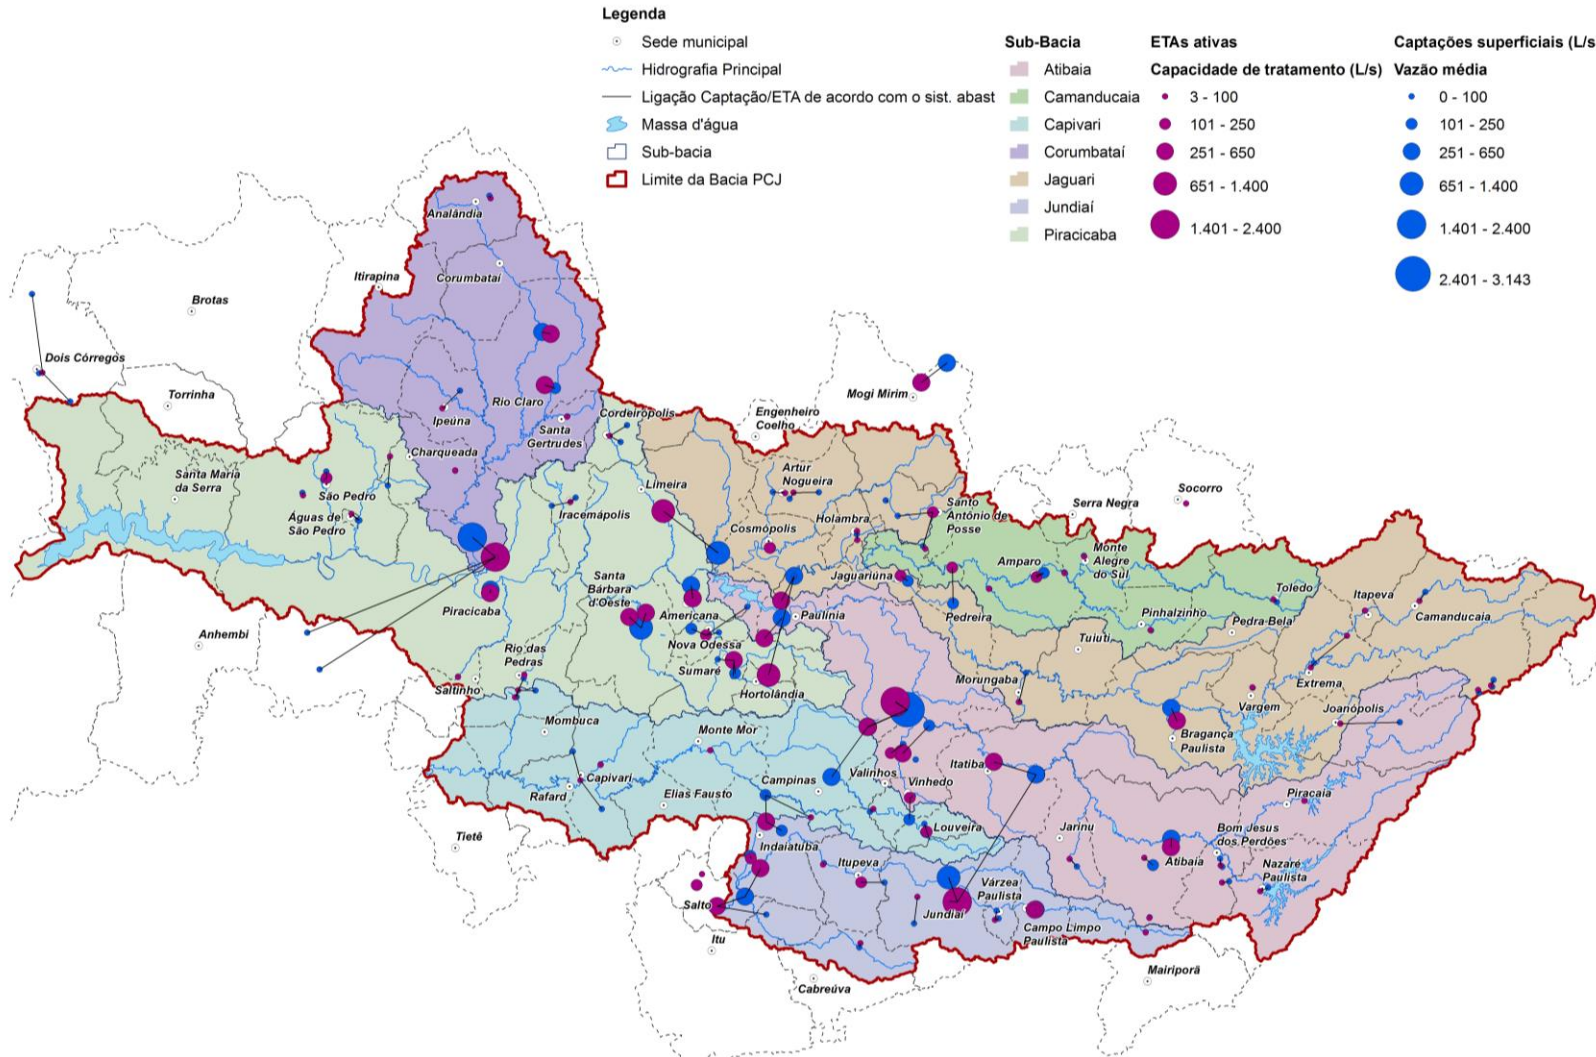 Legenda
Sede municipal
Hidrografia Principal
Ligação Captação/ETA de acordo com o sist. abast
Massa d'água
Sub-bacia
Limite da Bacia PCJ
Sub-Bacia
Atibaia
Camanducaia
Capivari
Corumbataí
Jaguari
Jundiaí
Piracicaba
ETAs ativas
Capacidade de tratamento (L/s)
3 - 100
101 - 250
251 - 650
651 - 1.400
1.401 - 2.400
Captações superficiais (L/s
Vazão média
0 - 100
101 - 250
251 - 650
651 - 1.400
1.401 - 2.400
2.401 - 3.143
Analândia
Corumbataí
Itirapina
Brotas
Dois Córregos
Torrinha
Mogi Mirim
Rio Claro
Ipeúna
Santa
Gertrudes
Cordeirópolis
Engenheiro
Coelho
Charqueada
Santa Maria
da Serra
São Pedro
Águas de
São Pedro
Limeira
Iracemápolis
Artur
Nogueira
Cosmópolis
Holambra
Santo
Antônio de
Posse
Serra Negra
Socorro
Jaguariúna
Amparo
Monte
Alegre
do Sul
Toledo
Itapeva
Camanducaia
Piracicaba
Santa
Bárbara
d'Oeste
Americana
Paulínia
Pedreira
Pinhalzinho
Pedra Bela
Tuiuti
Anhembi
Nova Odessa
Sumaré
Hortolândia
Rio das
Pedras
Saltinho
Morungaba
Extrema
Vargem
Joanópolis
Mombuca
Monte Mor
Bragança
Paulista
Capivari
Rafard
Campinas
Valinhos
Itatiba
Vinhedo
Elias Fausto
Louveira
Piracaia
Tietê
Indaiatuba
Itupeva
Jarinu
Atibaia
Bom Jesus
dos Perdões
Nazaré
Paulista
Salto
Várzea
Paulista
Jundiaí
Campo Limpo
Paulista
Itu
Cabreúva
Mairiporã